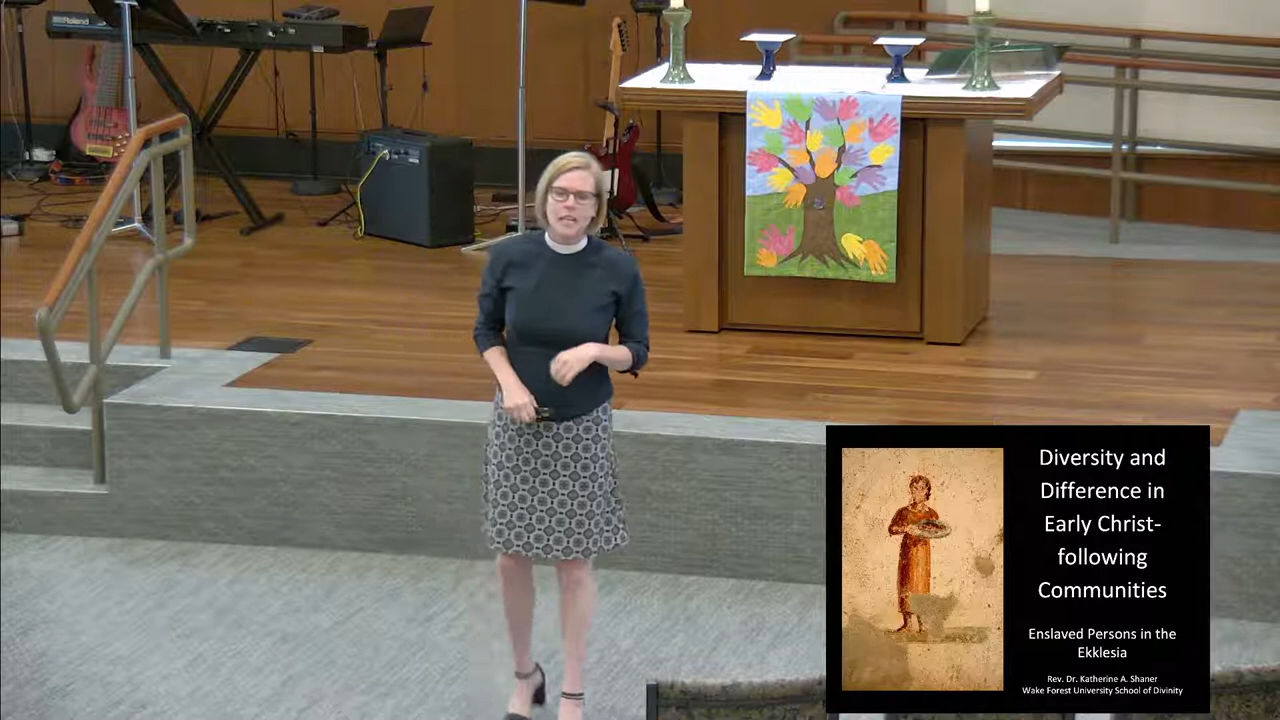 Roland
Diversity and
Difference in
Early Christ-
following
Communities
Enslaved Persons in the
Ekklesia
Rev. Dr. Katherine A. Shaner
Wake Forest University School of Divinity